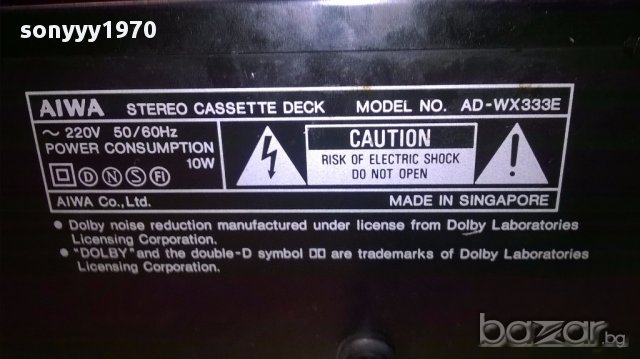 sonyyy1970
AIWA STEREO CASSETTE DECK MODEL NO. AD-WX333E
~ 220V 50/60Hz
POWER CONSUMPTION
10W
D N S Fi
CAUTION
RISK OF ELECTRIC SHOCK
DO NOT OPEN
AIWA Co.,Ltd. MADE IN SINGAPORE
• Dolby noise reduction manufactured under license from Dolby Laboratories
Licensing Corporation.
• "DOLBY" and the double-D symbol DD are trademarks of Dolby Laboratories
Licensing Corporation.
bazar.bg